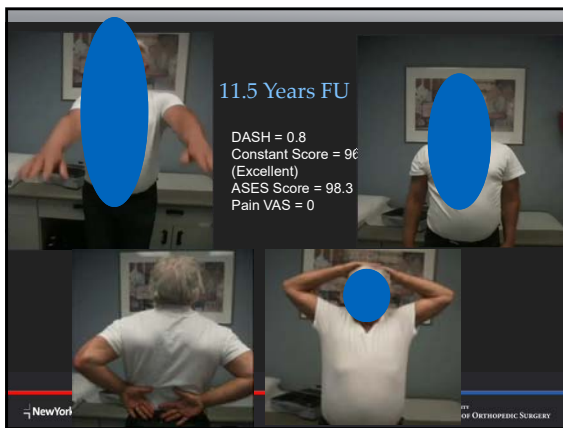 11.5 Years FU
DASH = 0.8
Constant Score = 96
(Excellent)
ASES Score = 98.3
Pain VAS = 0
NewYork
OF ORTHOPEDIC SURGERY